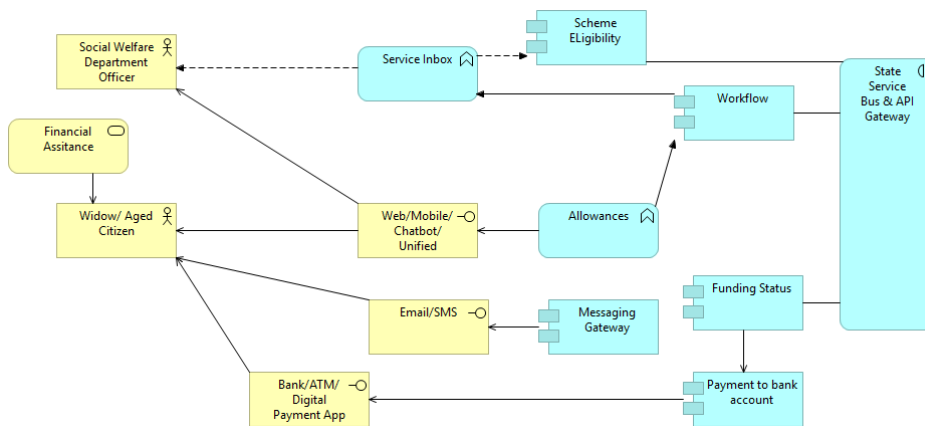 Social Welfare
Department
Officer
Service Inbox
Scheme
ELigibility
State
Service
Bus & API
Gateway
Workflow
Financial
Assitance
Widow/ Aged
Citizen
Web/Mobile/
Chatbot/
Unified
Allowances
Funding Status
Email/SMS
Messaging
Gateway
Bank/ATM/
Digital
Payment App
Payment to bank
account